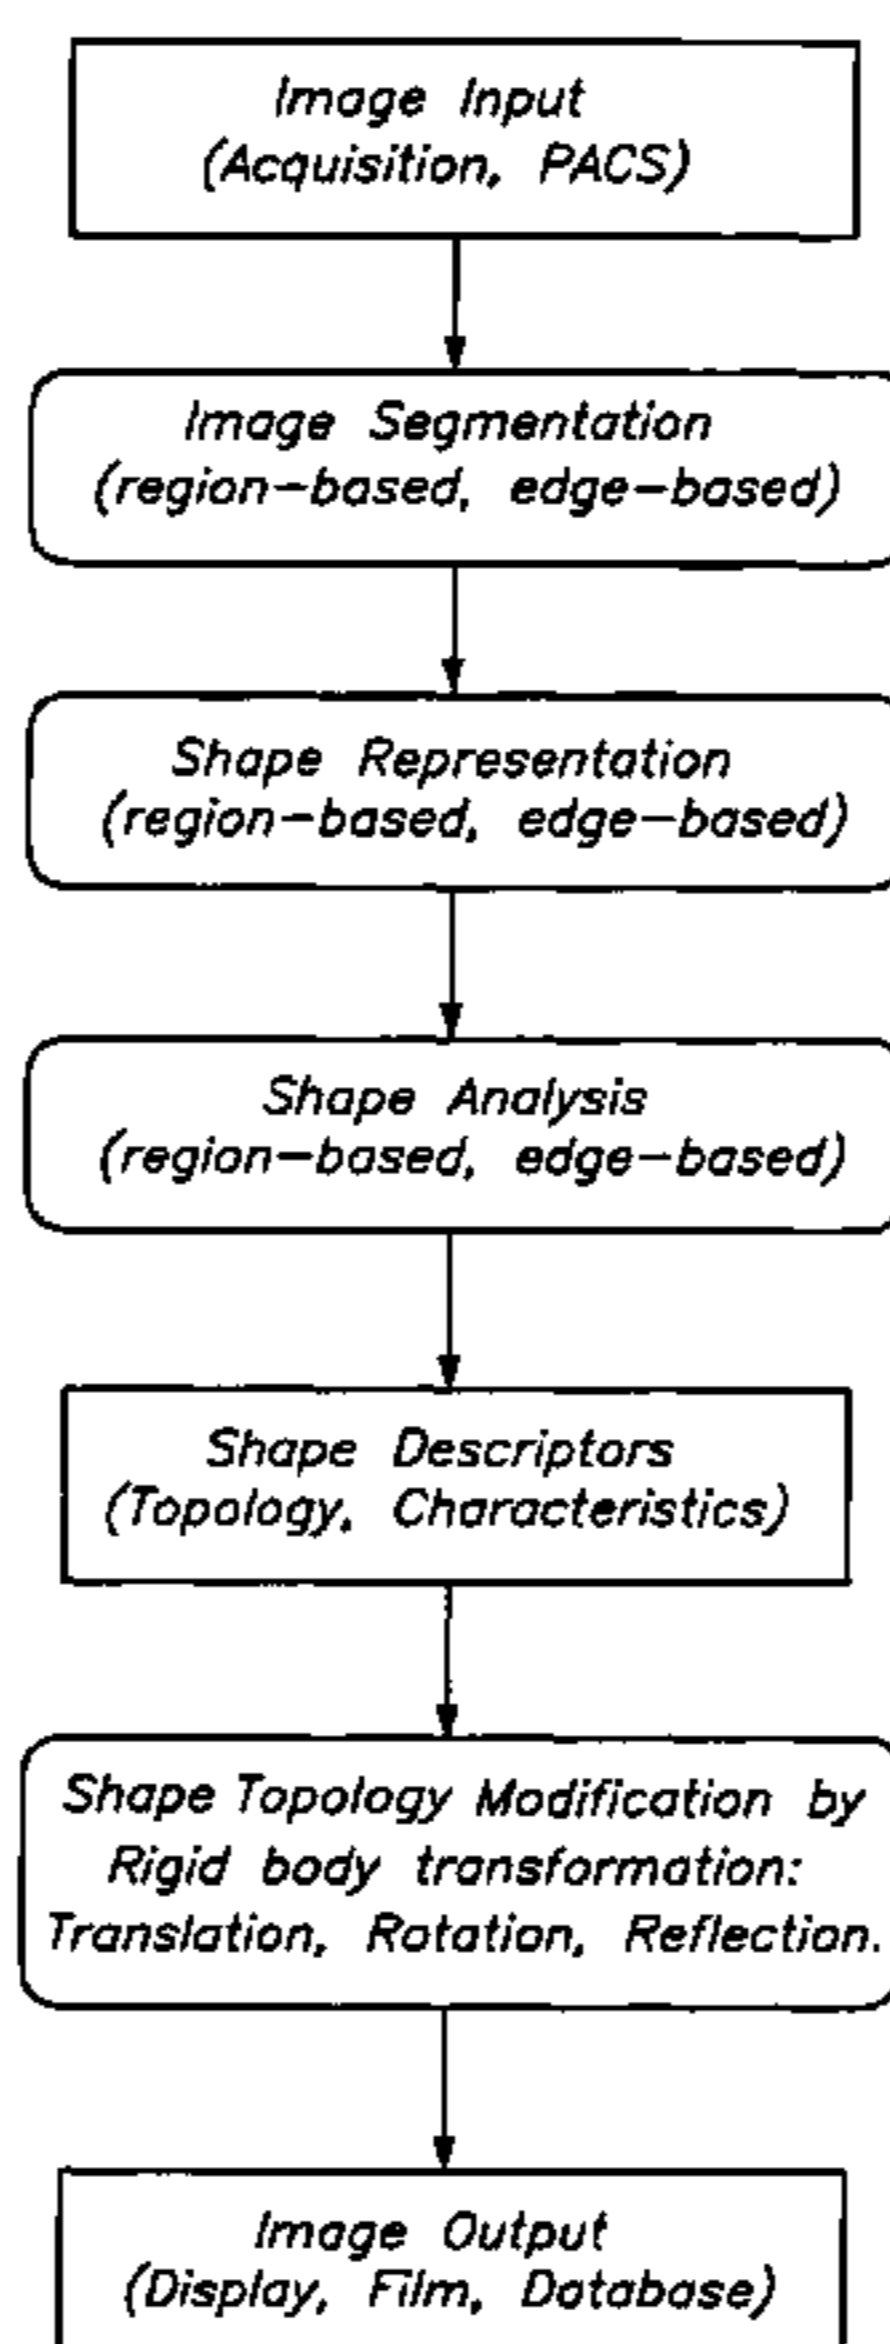 Image Input
(Acquisition, PACS)
Image Segmentation
(region-based, edge-based)
Shape Representation
(region-based, edge-based)
Shape Analysis
(region-based, edge-based)
Shape Descriptors
(Topology, Characteristics)
Shape Topology Modification by
Rigid body transformation:
Translation, Rotation, Reflection.
Image Output
(Display, Film, Database)